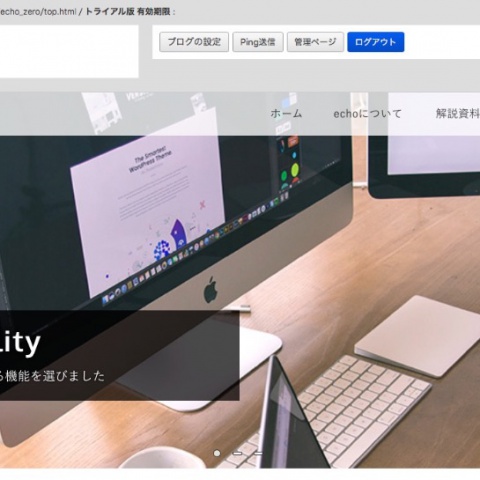 echo_zero/top.html / トライアル版 有効期限 :
ブログの設定
Ping送信
管理ページ
ログアウト
ホーム
echoについて
解説資料
The Smartest
WordPress Theme
機能を選びました